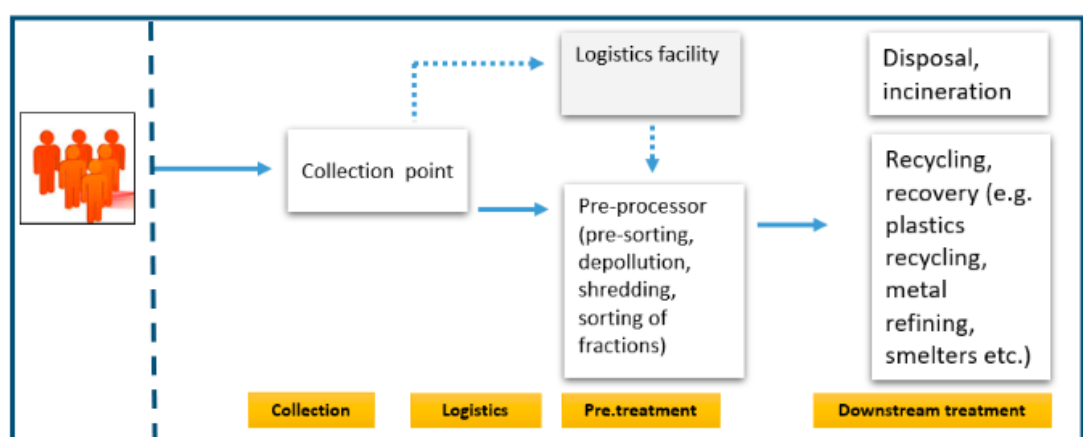 Collection point
Logistics facility
Pre-processor
(pre-sorting,
depollution,
shredding,
sorting of
fractions)
Disposal,
incineration
Recycling,
recovery (e.g.
plastics
recycling,
metal
refining,
smelters etc.)
Collection
Logistics
Pre.treatment
Downstream treatment